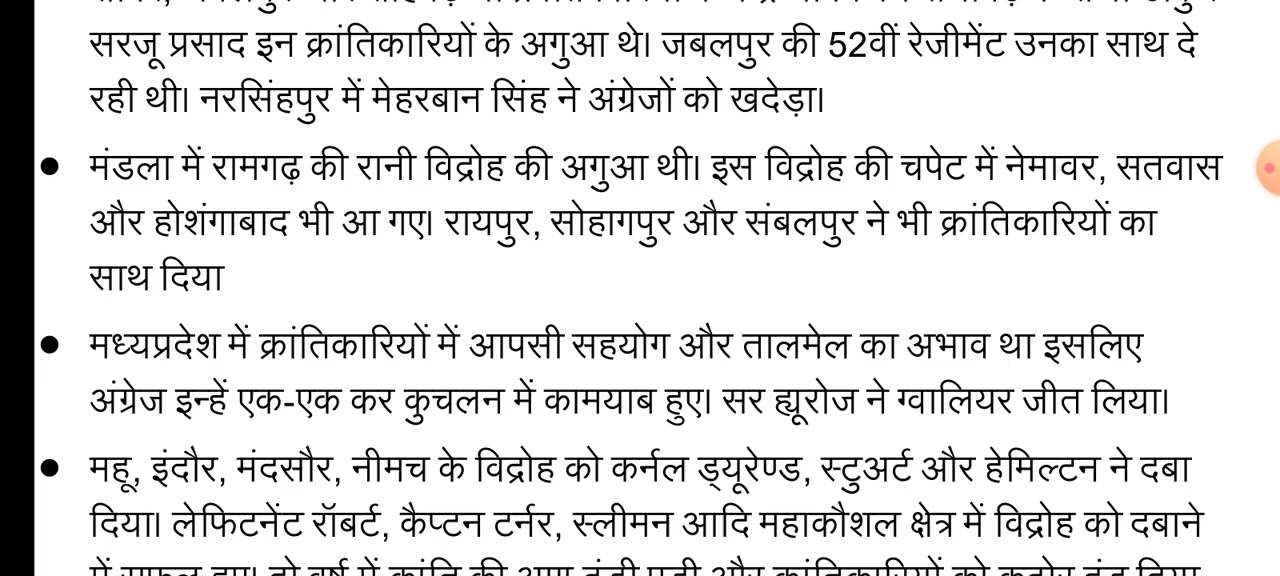 सरजू प्रसाद इन क्रांतिकारियों के अगुआ थे। जबलपुर की 52वीं रेजीमेंट उनका साथ दे
रही थी। नरसिंहपुर में मेहरबान सिंह ने अंग्रेजों को खदेड़ा।
● मंडला में रामगढ़ की रानी विद्रोह की अगुआ थी। इस विद्रोह की चपेट में नेमावर, सतवास
और होशंगाबाद भी आ गए। रायपुर, सोहागपुर और संबलपुर ने भी क्रांतिकारियों का
साथ दिया
● मध्यप्रदेश में क्रांतिकारियों में आपसी सहयोग और तालमेल का अभाव था इसलिए
अंग्रेज इन्हें एक-एक कर कुचलन में कामयाब हुए। सर ह्यूरोज ने ग्वालियर जीत लिया।
● महू, इंदौर, मंदसौर, नीमच के विद्रोह को कर्नल ड्यूरेण्ड, स्टुअर्ट और हेमिल्टन ने दबा
दिया। लेफिटनेंट रॉबर्ट, कैप्टन टर्नर, स्लीमन आदि महाकौशल क्षेत्र में विद्रोह को दबाने